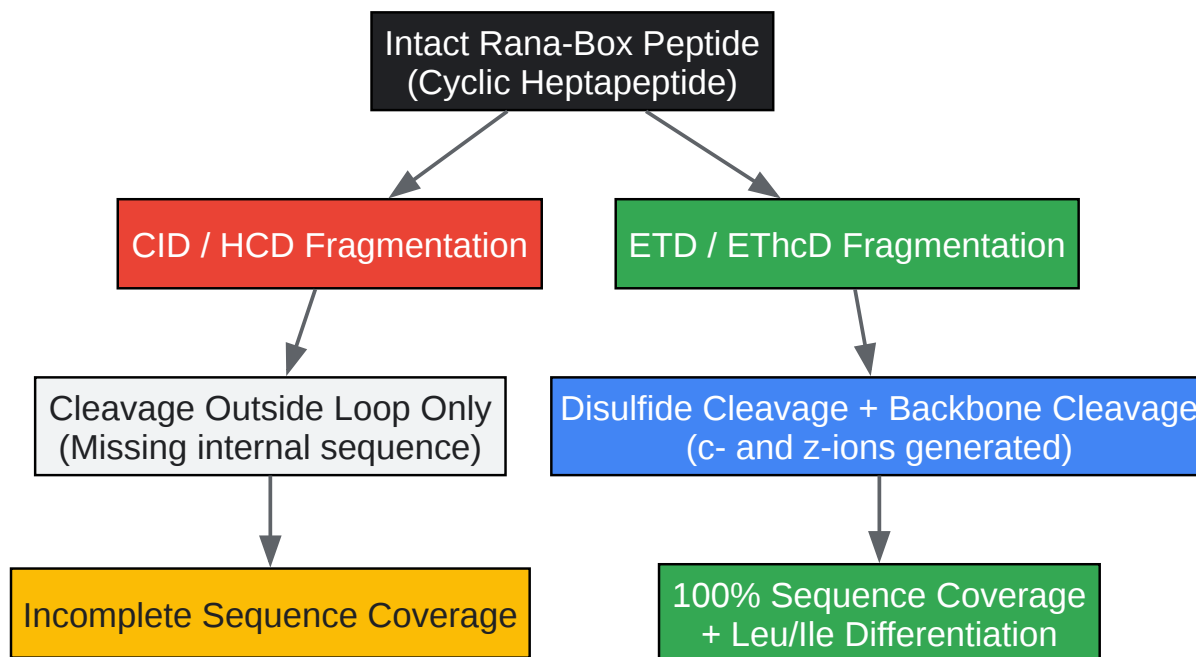 Intact Rana-Box Peptide
(Cyclic Heptapeptide)
CID / HCD Fragmentation
ETD / EThcD Fragmentation
Cleavage Outside Loop Only
(Missing internal sequence)
Disulfide Cleavage + Backbone Cleavage
(c- and z-ions generated)
Incomplete Sequence Coverage
100% Sequence Coverage
+ Leu/Ile Differentiation